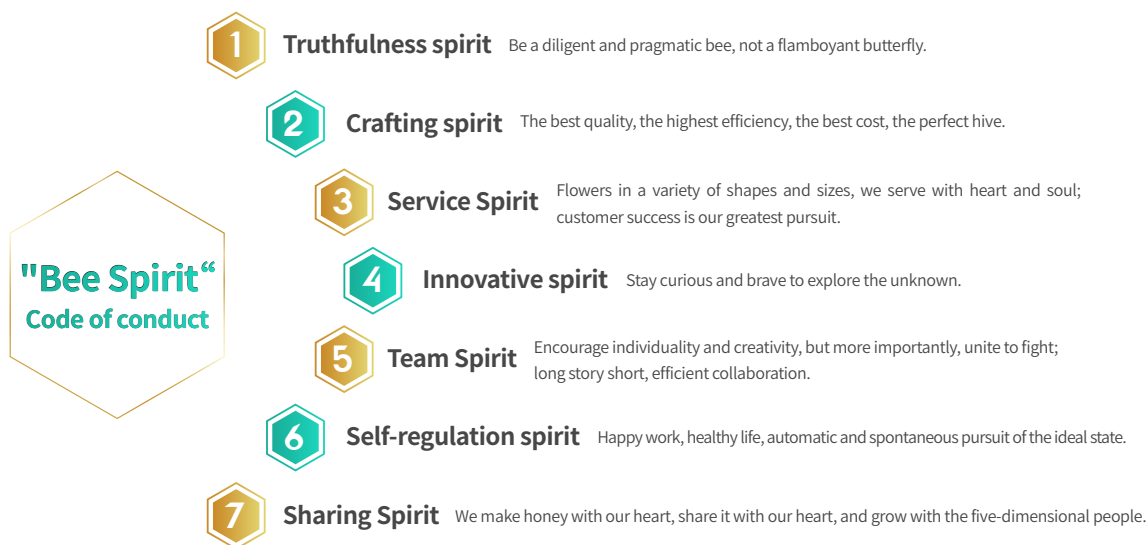 1 Truthfulness spirit Be a diligent and pragmatic bee, not a flamboyant butterfly.
2 Crafting spirit The best quality, the highest efficiency, the best cost, the perfect hive.
3 Service Spirit Flowers in a variety of shapes and sizes, we serve with heart and soul;
customer success is our greatest pursuit.
"Bee Spirit“
Code of conduct
4 Innovative spirit Stay curious and brave to explore the unknown.
5 Team Spirit Encourage individuality and creativity, but more importantly, unite to fight;
long story short, efficient collaboration.
6 Self-regulation spirit Happy work, healthy life, automatic and spontaneous pursuit of the ideal state.
7 Sharing Spirit We make honey with our heart, share it with our heart, and grow with the five-dimensional people.